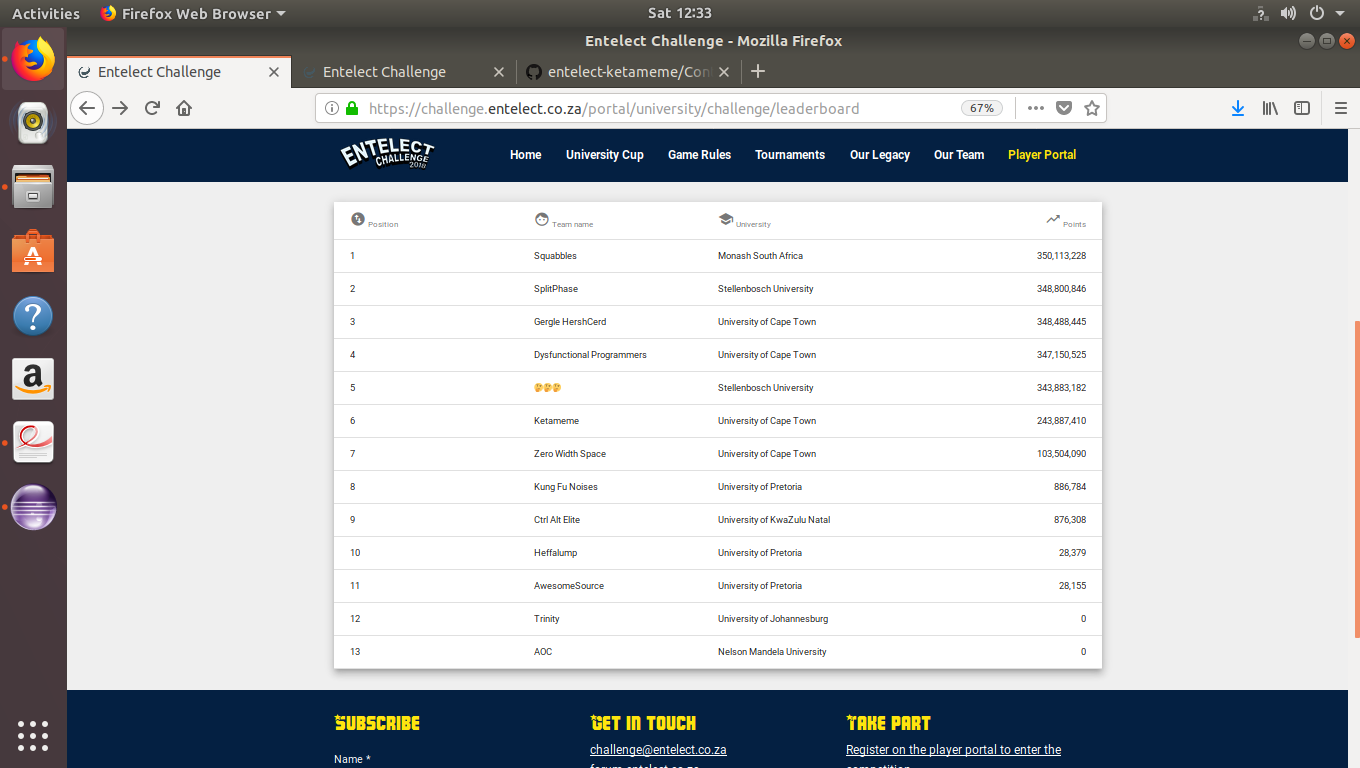 Activities Firefox Web Browser Sat 12:33
Entelect Challenge - Mozilla Firefox
Entelect Challenge Entelect Challenge entelect-ketameme/Con
https://challenge.entelect.co.za/portal/university/challenge/leaderboard 67%
ENTELECT CHALLENGE 2018 Home University Cup Game Rules Tournaments Our Legacy Our Team Player Portal
Position Team name University Points
1 Squabbles Monash South Africa 350,113,228
2 SplitPhase Stellenbosch University 348,800,846
3 Gergle HershCerd University of Cape Town 348,488,445
4 Dysfunctional Programmers University of Cape Town 347,150,525
5 🤔🤔🤔 Stellenbosch University 343,883,182
6 Ketameme University of Cape Town 243,887,410
7 Zero Width Space University of Cape Town 103,504,090
8 Kung Fu Noises University of Pretoria 886,784
9 Ctrl Alt Elite University of KwaZulu Natal 876,308
10 Heffalump University of Pretoria 28,379
11 AwesomeSource University of Pretoria 28,155
12 Trinity University of Johannesburg 0
13 AOC Nelson Mandela University 0
SUBSCRIBE GET IN TOUCH TAKE PART
Name * challenge@entelect.co.za Register on the player portal to enter the
forum.entelect.co.za competition